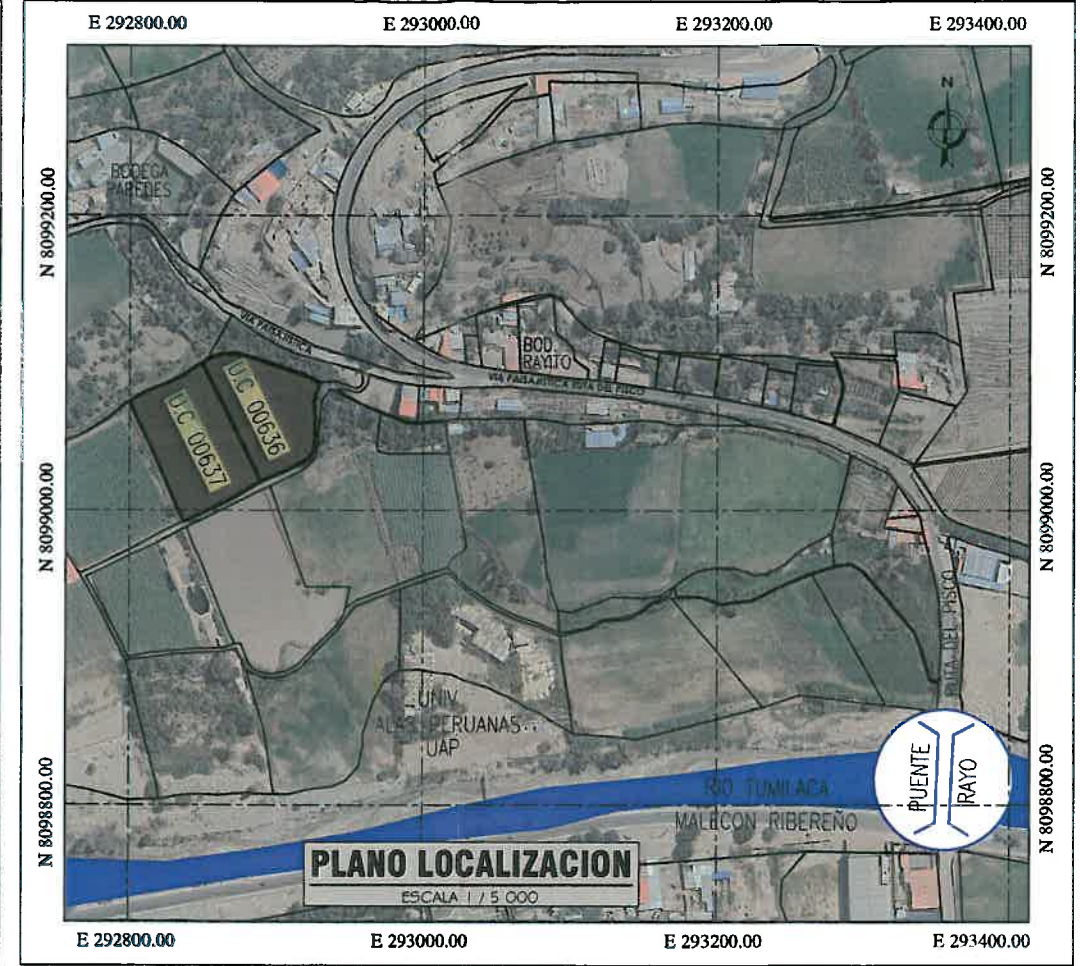 E 292800.00 E 293000.00 E 293200.00 E 293400.00
N
BODEGA
PAREDES
N 8099200.00 N 8099200.00
VIA PAISAJISTICA
BOD.
RAYITO
VIA PAISAJISTICA RUTA DEL PISCO
U.C 00636
U.C 00637
N 8099000.00 N 8099000.00
RUTA DEL PISCO
UNIV.
ALAS PERUANAS
UAP
PUENTE
RAYO
RIO TUMILACA
MALECON RIBEREÑO
N 8098800.00 N 8098800.00
PLANO LOCALIZACION
ESCALA 1 / 5 000
E 292800.00 E 293000.00 E 293200.00 E 293400.00